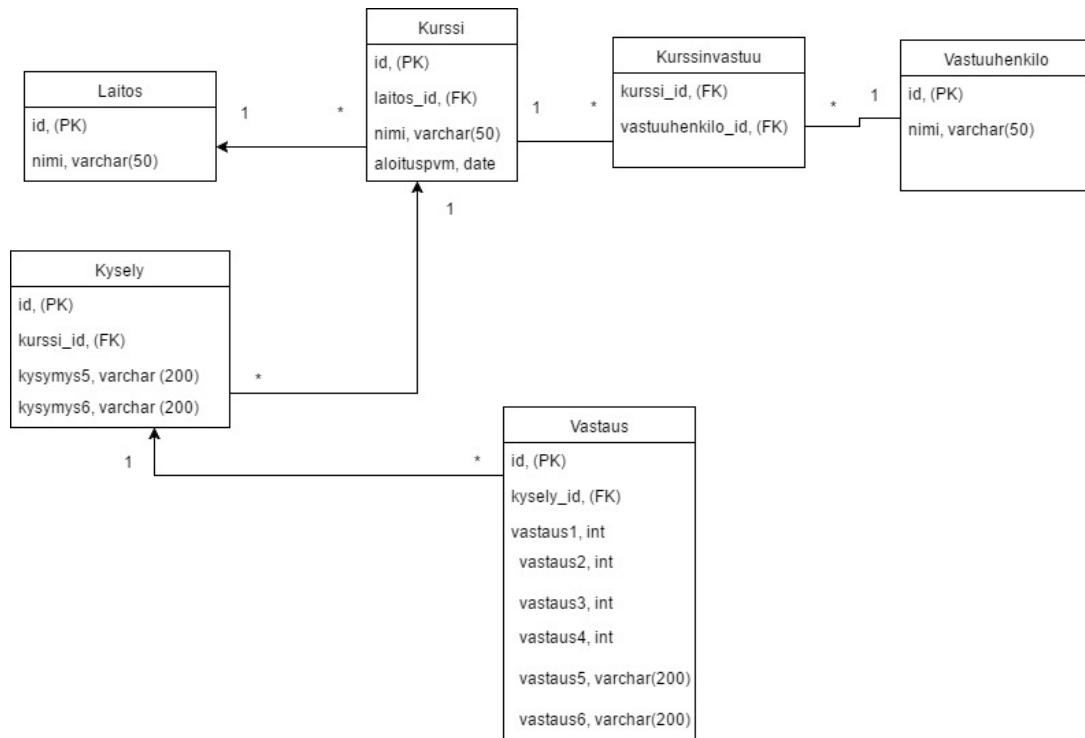 Laitos
id, (PK)
nimi, varchar(50)
1
*
Kurssi
id, (PK)
laitos_id, (FK)
nimi, varchar(50)
aloituspvm, date
1
*
Kurssinvastuu
kurssi_id, (FK)
vastuuhenkilo_id, (FK)
*
1
Vastuuhenkilo
id, (PK)
nimi, varchar(50)
1
Kysely
id, (PK)
kurssi_id, (FK)
kysymys5, varchar (200)
kysymys6, varchar (200)
*
1
*
Vastaus
id, (PK)
kysely_id, (FK)
vastaus1, int
vastaus2, int
vastaus3, int
vastaus4, int
vastaus5, varchar(200)
vastaus6, varchar(200)